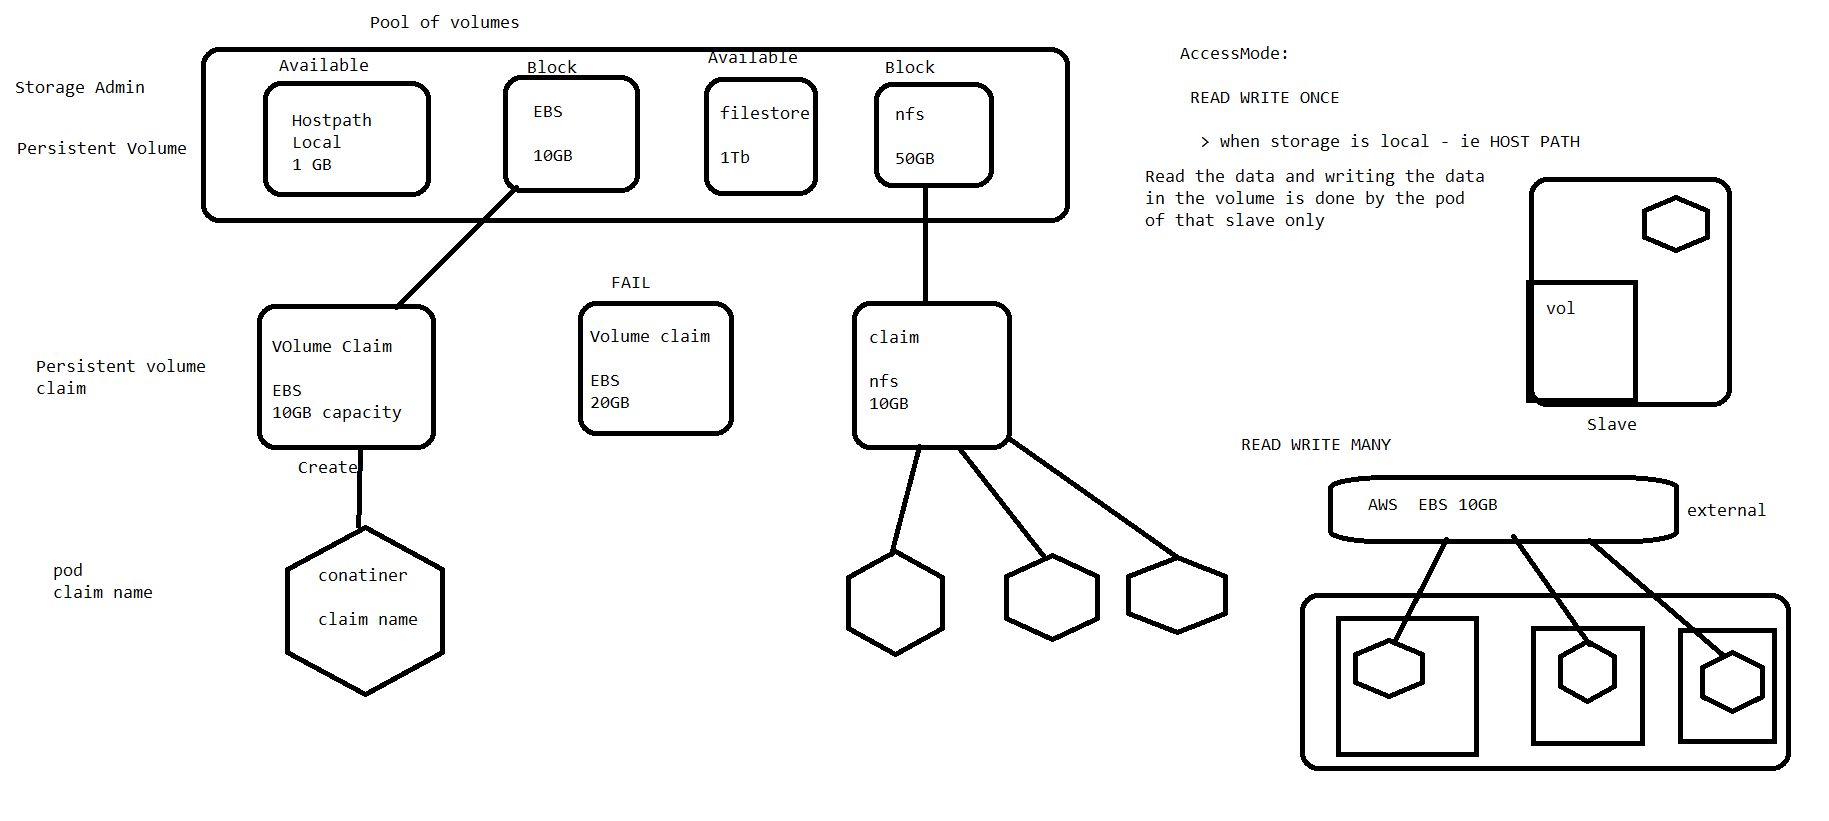 Pool of volumes
Available
Block
Available
Block
Storage Admin
Persistent Volume
Hostpath
Local
1 GB
EBS
10GB
filestore
1Tb
nfs
50GB
AccessMode:
READ WRITE ONCE
> when storage is local - ie HOST PATH
Read the data and writing the data
in the volume is done by the pod
of that slave only
vol
Slave
FAIL
Persistent volume
claim
VOlume Claim
EBS
10GB capacity
Volume claim
EBS
20GB
claim
nfs
10GB
Create
pod
claim name
conatiner
claim name
READ WRITE MANY
AWS  EBS 10GB
external